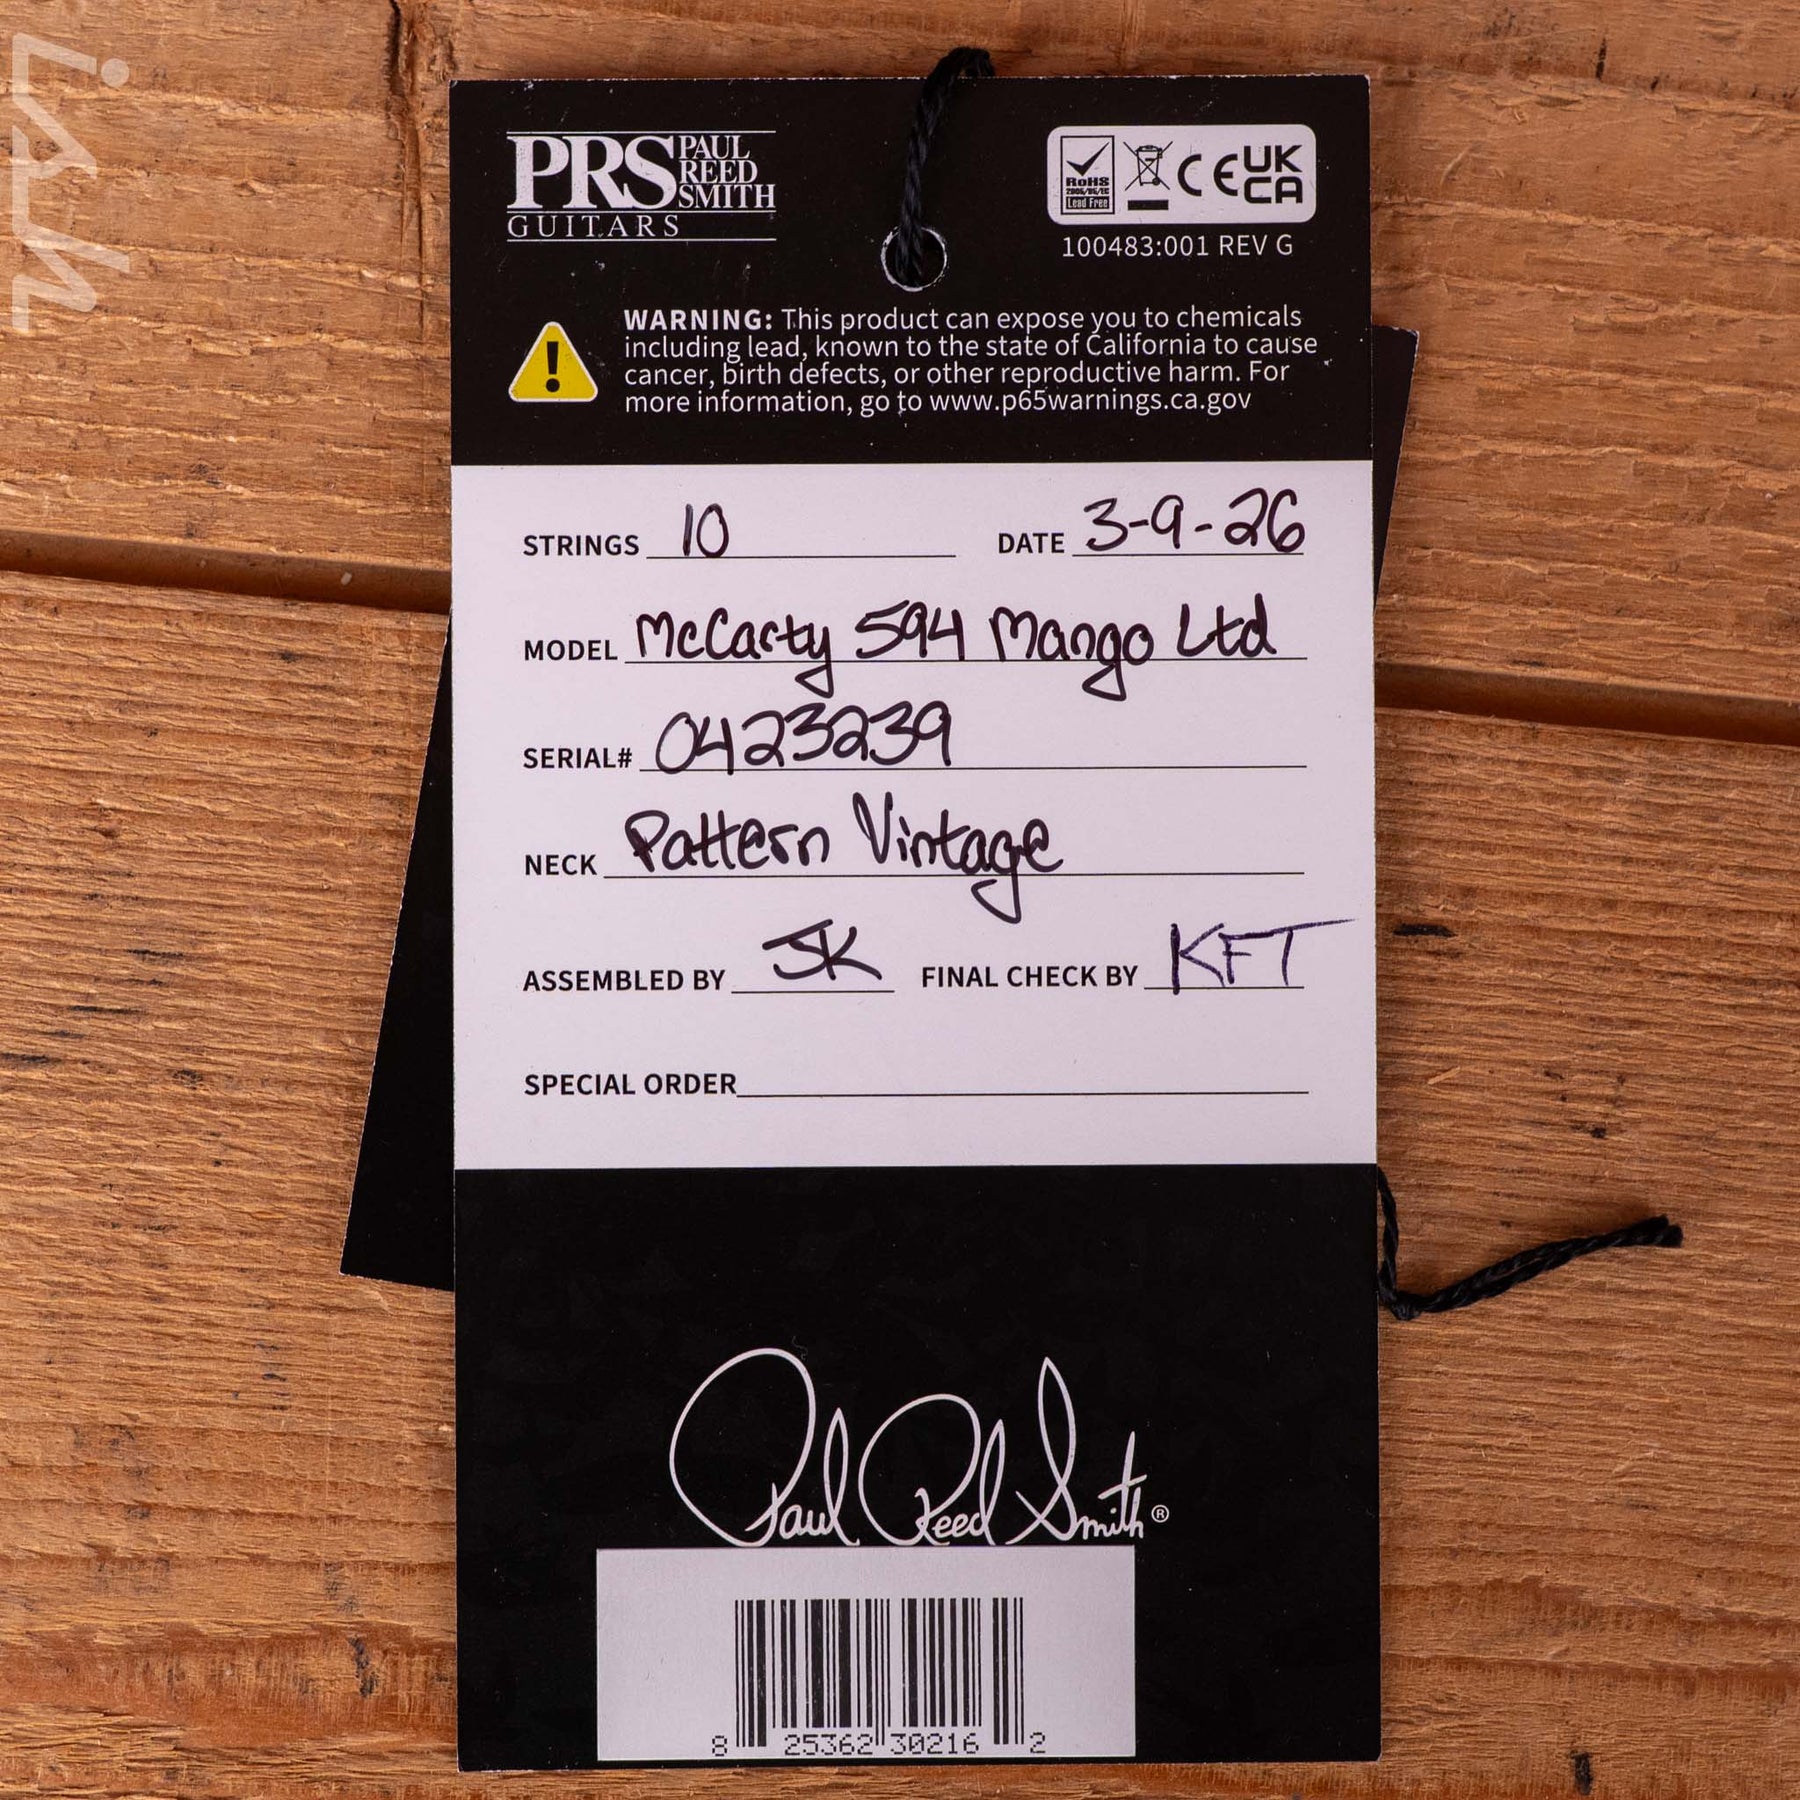 PRS PAUL REED SMITH
GUITARS
RoHS
2005/95/EC
Lead Free
CE UK CA
100483:001 REV G
WARNING: This product can expose you to chemicals
including lead, known to the state of California to cause
cancer, birth defects, or other reproductive harm. For
more information, go to www.p65warnings.ca.gov
STRINGS 10 DATE 3-9-26
MODEL McCarty 594 Mango Ltd
SERIAL# 0423239
NECK Pattern Vintage
ASSEMBLED BY JK FINAL CHECK BY KFT
SPECIAL ORDER
Paul Reed Smith®
8 25362 30216 2